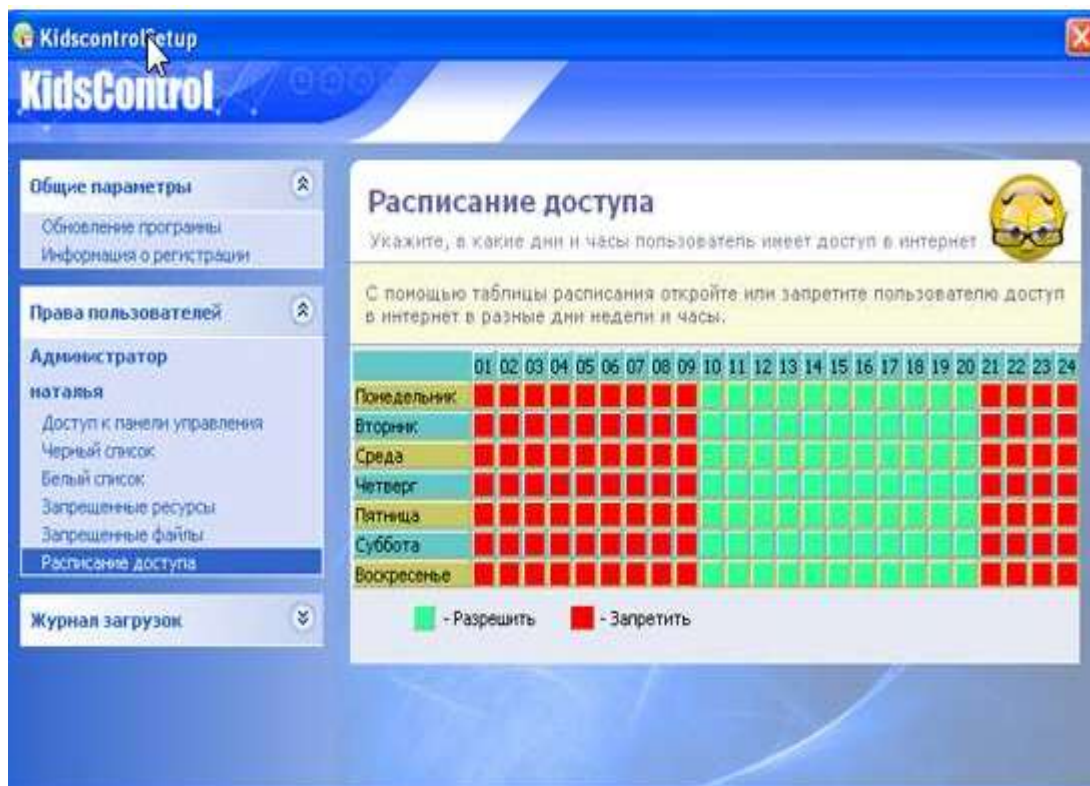 KidscontrolSetup
KidsControl
Общие параметры
Обновление программы
Информация о регистрации
Права пользователей
Администратор
наталья
Доступ к панели управления
Черный список
Белый список
Запрещенные ресурсы
Запрещенные файлы
Расписание доступа
Журнал загрузок
Расписание доступа
Укажите, в какие дни и часы пользователь имеет доступ в интернет
С помощью таблицы расписания откройте или запретите пользователю доступ
в интернет в разные дни недели и часы.
01 02 03 04 05 06 07 08 09 10 11 12 13 14 15 16 17 18 19 20 21 22 23 24
Понедельник
Вторник
Среда
Четверг
Пятница
Суббота
Воскресенье
- Разрешить - Запретить